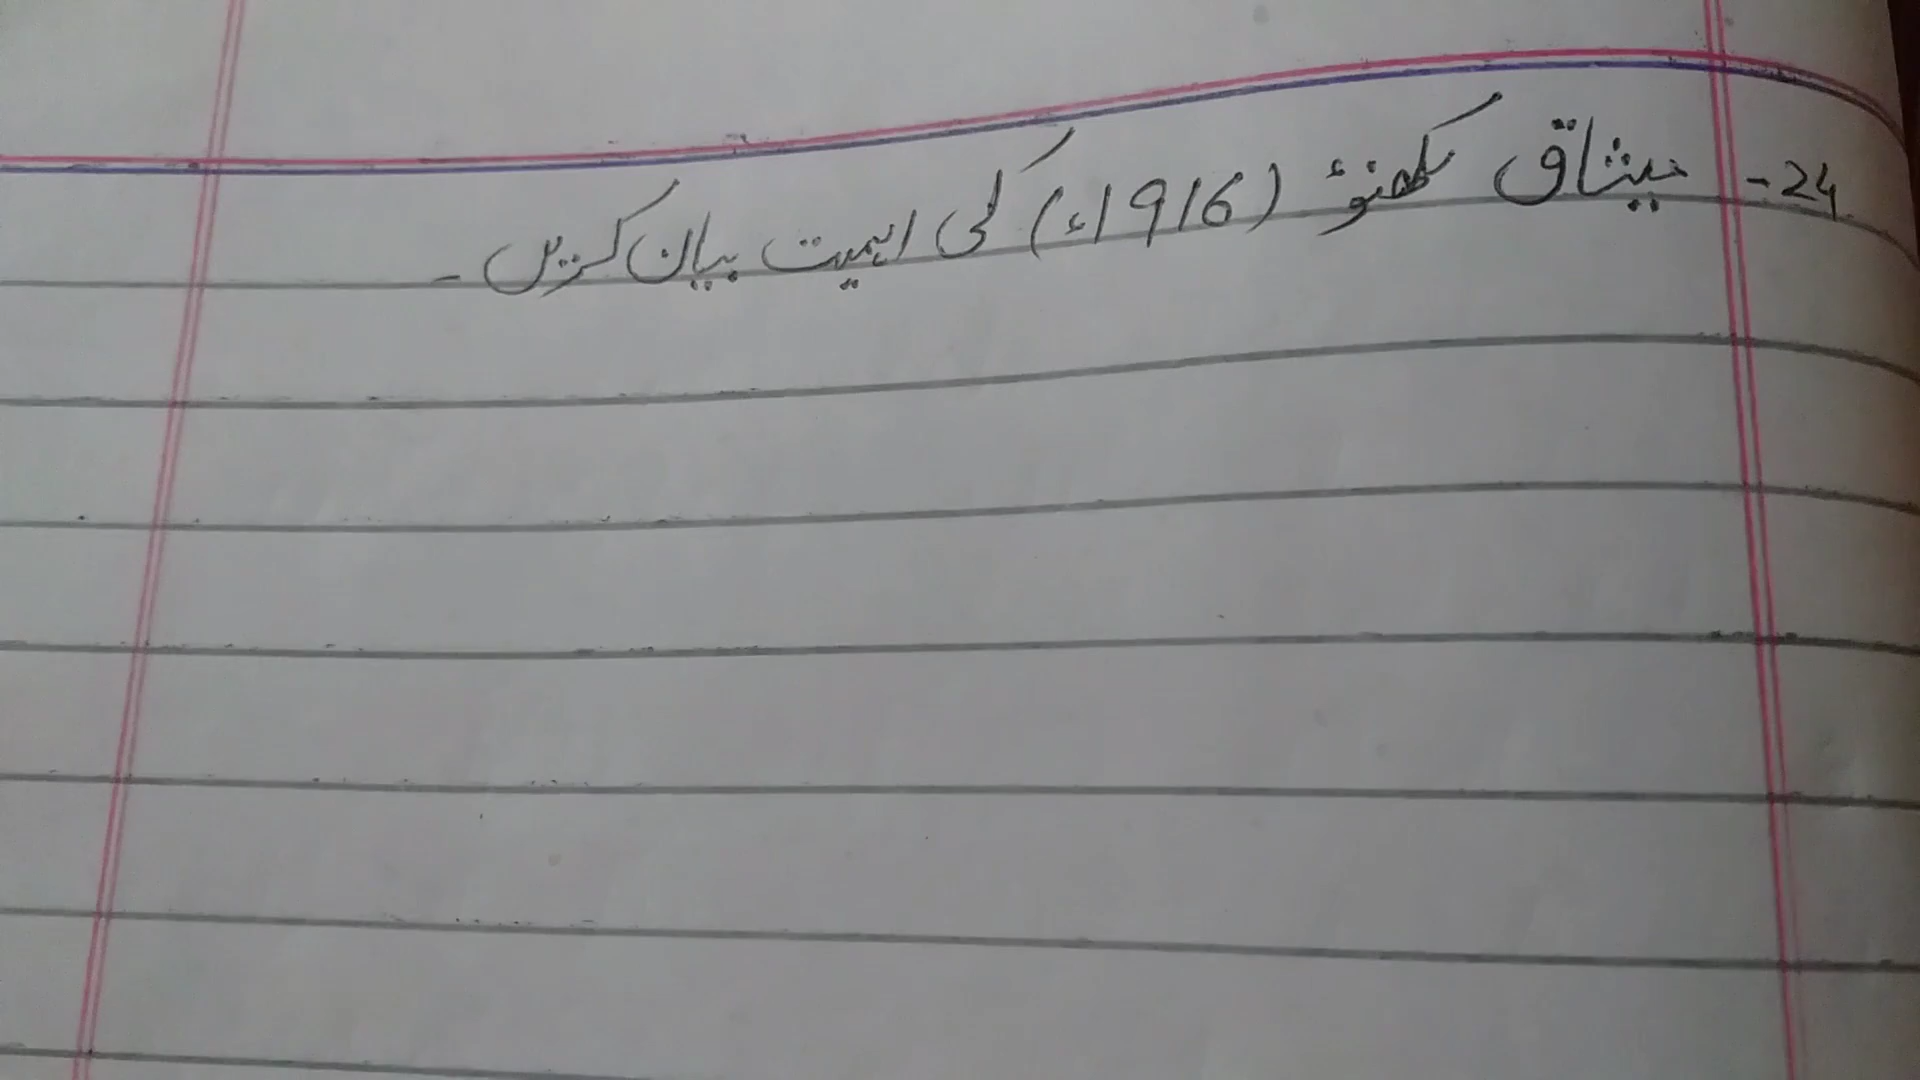 24- میثاق لکھنؤ (1916ء) کی اہمیت بیان کریں۔